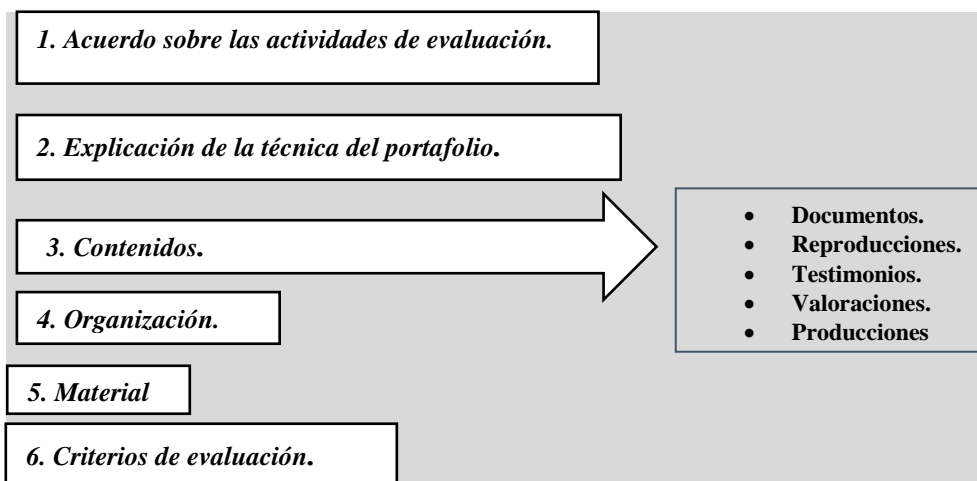 1. Acuerdo sobre las actividades de evaluación.
2. Explicación de la técnica del portafolio.
3. Contenidos.
• Documentos.
• Reproducciones.
• Testimonios.
• Valoraciones.
• Producciones
4. Organización.
5. Material
6. Criterios de evaluación.